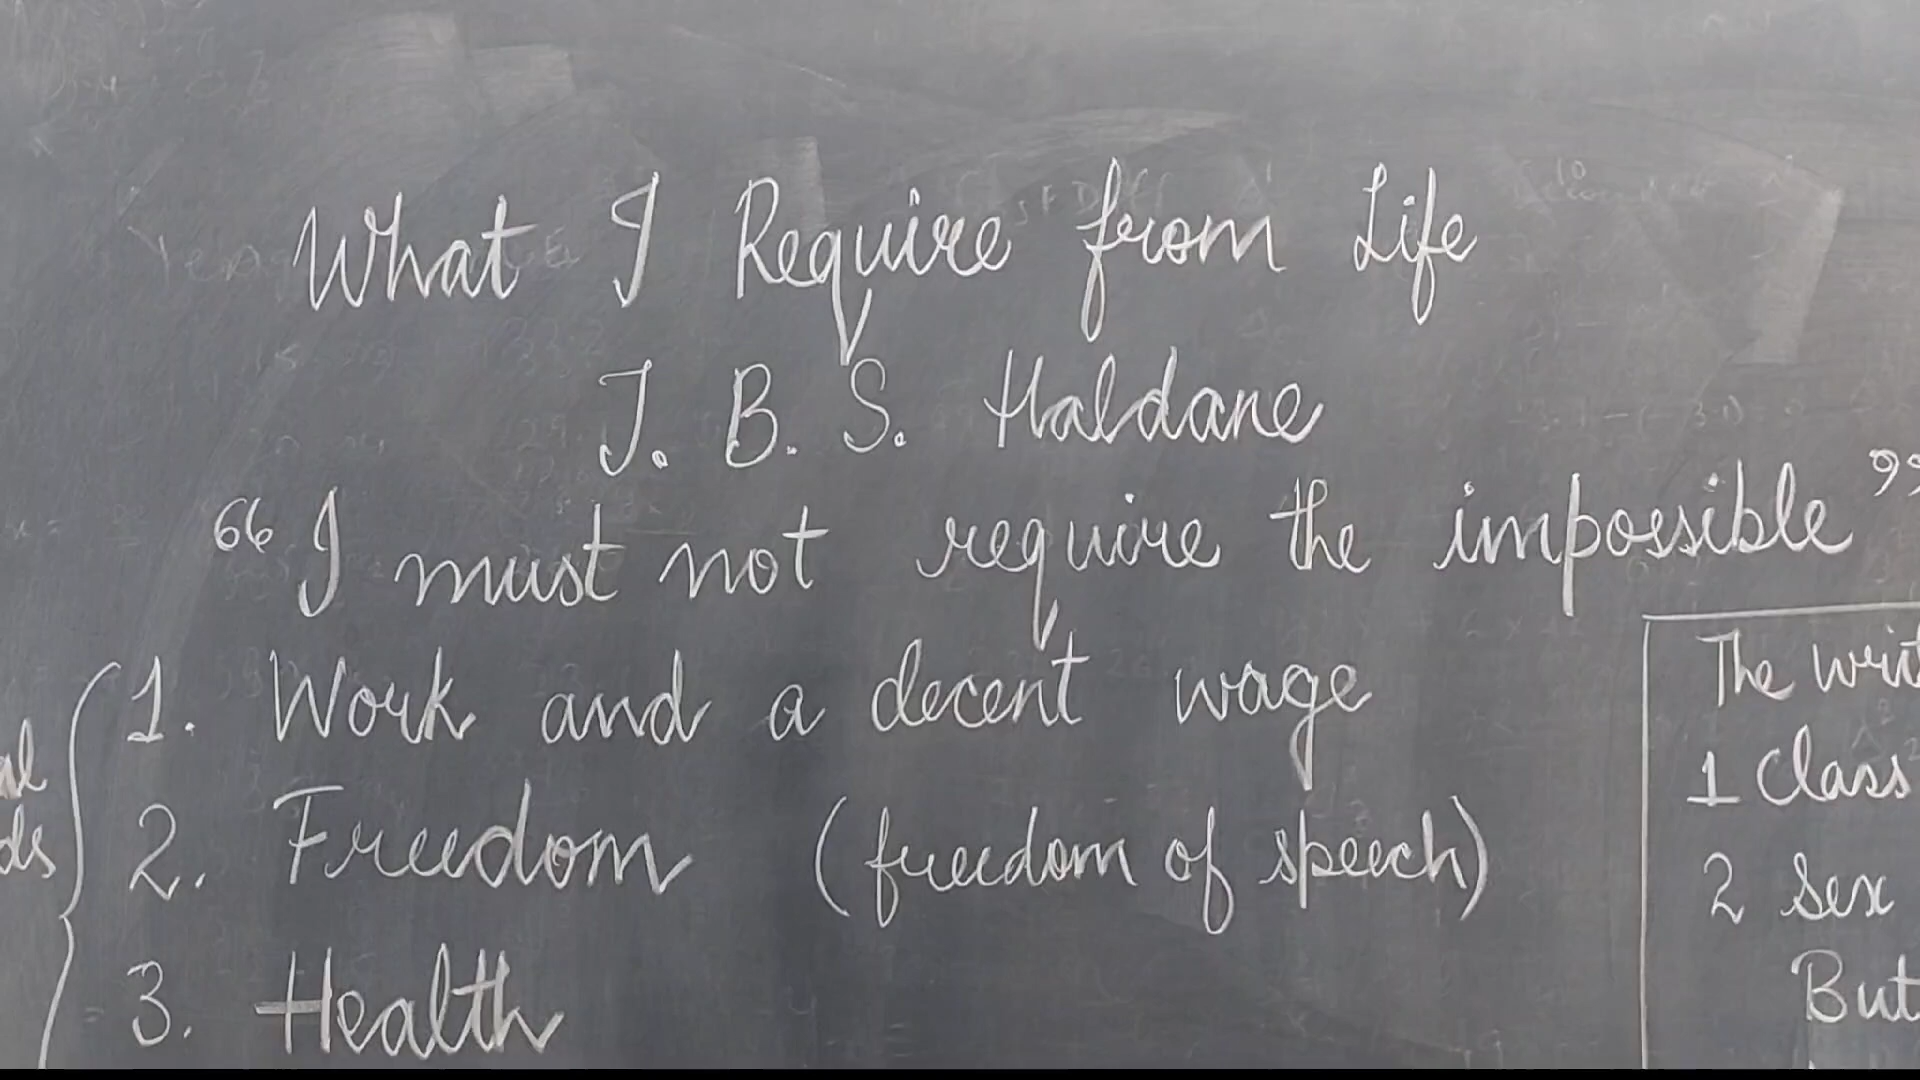 What I Require from Life
J. B. S. Haldane
“I must not require the impossible”
1. Work and a decent wage
2. Freedom (freedom of speech)
3. Health
The
1 Class
2 Sex
But